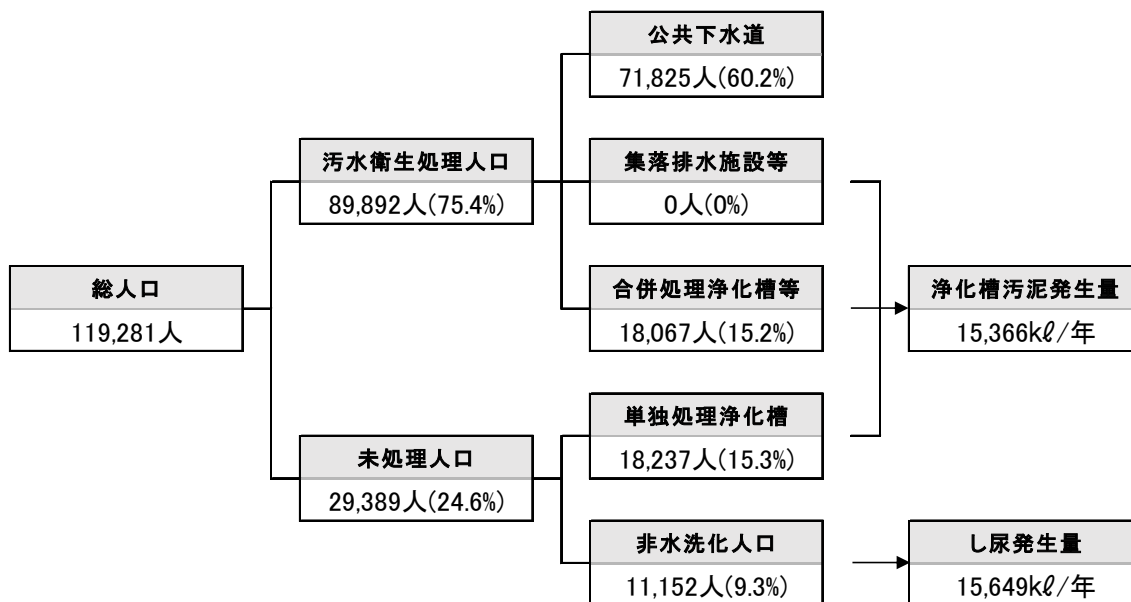 総人口
119,281人
汚水衛生処理人口
89,892人(75.4%)
未処理人口
29,389人(24.6%)
公共下水道
71,825人(60.2%)
集落排水施設等
0人(0%)
合併処理浄化槽等
18,067人(15.2%)
単独処理浄化槽
18,237人(15.3%)
非水洗化人口
11,152人(9.3%)
浄化槽汚泥発生量
15,366kℓ/年
し尿発生量
15,649kℓ/年